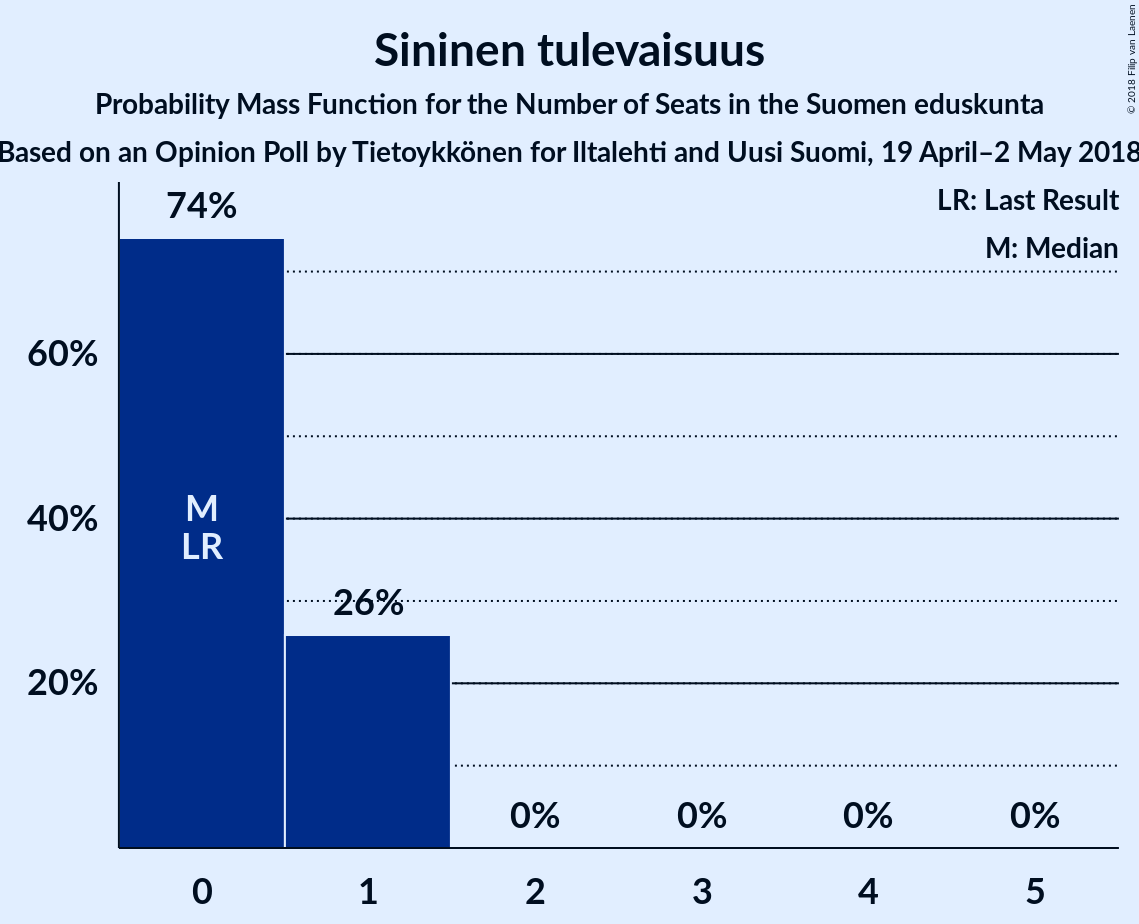 Sininen tulevaisuus
Probability Mass Function for the Number of Seats in the Suomen eduskunta
Based on an Opinion Poll by Tietoykkönen for Iltalehti and Uusi Suomi, 19 April–2 May 2018
© 2018 Filip van Laenen
LR: Last Result
M: Median
74%
60%
40%
20%
M
LR
26%
0% 0% 0% 0%
0 1 2 3 4 5